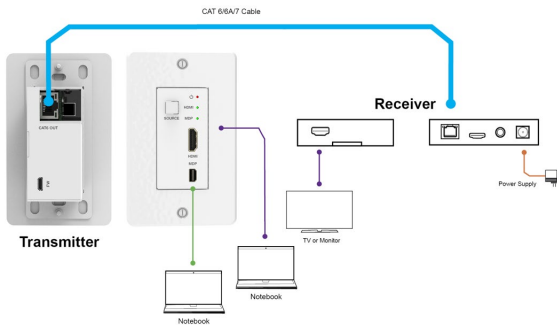 CAT 6/6A/7 Cable
CAT6 OUT
FW
Transmitter
HDMI
SOURCE
MDP
HDMI
MDP
Receiver
Power Supply
TV or Monitor
Notebook
Notebook